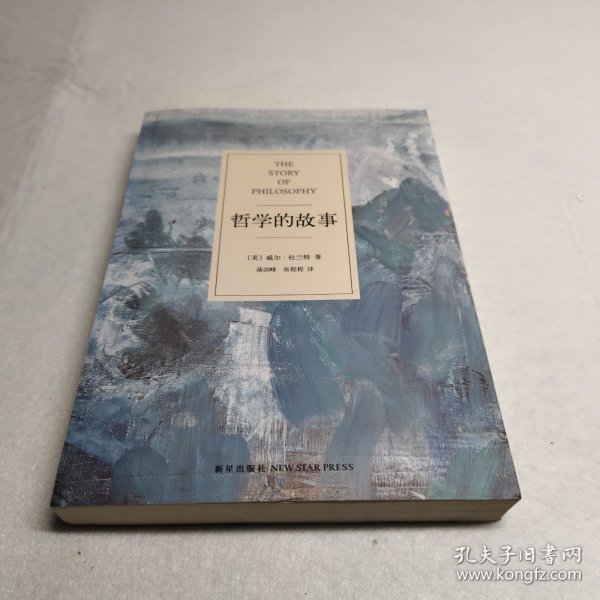 THE
STORY
OF
PHILOSOPHY
哲学的故事
（美）威尔·杜兰特 著
蒋剑峰 张程程 译
新星出版社 NEW STAR PRESS
孔夫子旧书网
www.kongfz.com